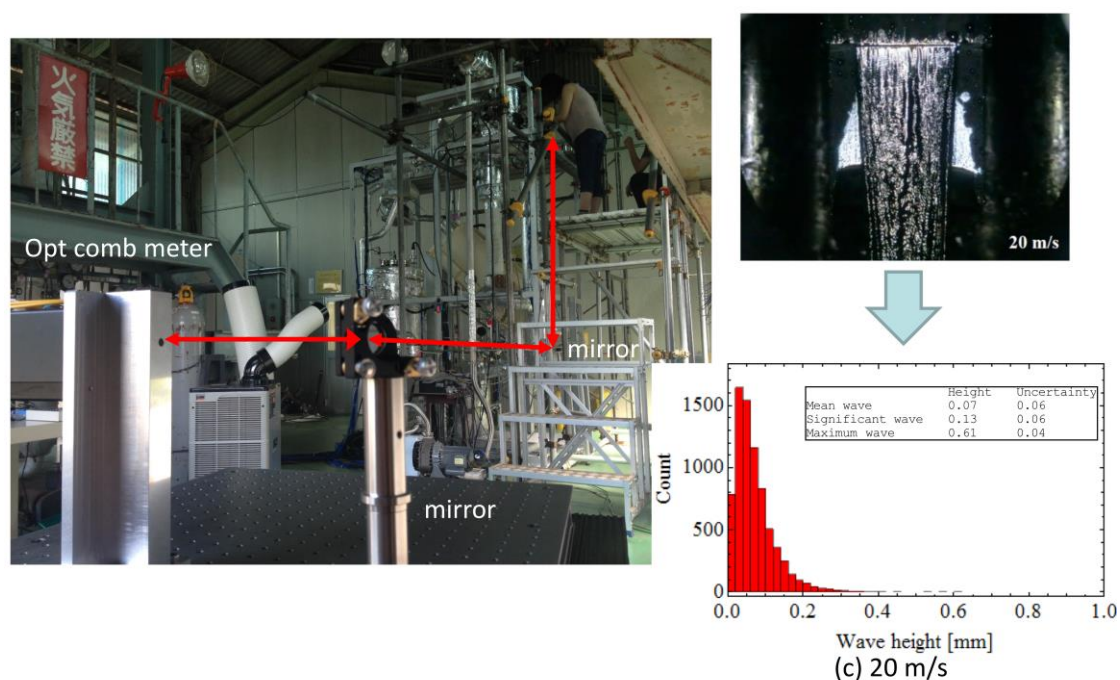 火気厳禁
Opt comb meter
mirror
mirror
20 m/s
Height Uncertainty
Mean wave 0.07 0.06
Significant wave 0.13 0.06
Maximum wave 0.61 0.04
Count
1500
1000
500
0
0.0 0.2 0.4 0.6 0.8 1.0
Wave height [mm]
(c) 20 m/s